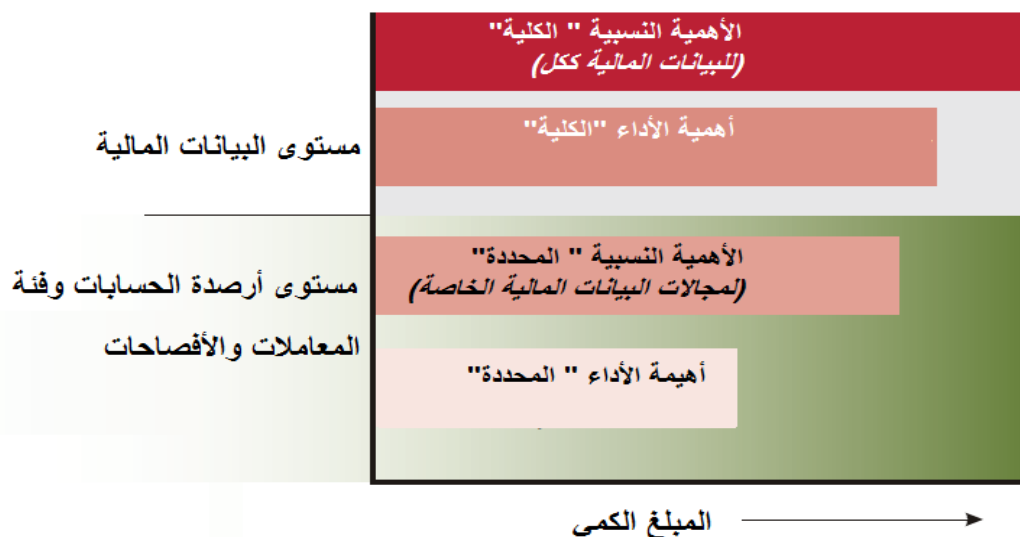 الأهمية النسبية " الكلية"
(للبيانات المالية ككل)
أهمية الأداء "الكلية"
مستوى البيانات المالية
الأهمية النسبية " المحددة"
(لمجالات البيانات المالية الخاصة)
مستوى أرصدة الحسابات وفئة
المعاملات والأفصاحات
أهيمة الأداء " المحددة"
المبلغ الكمي